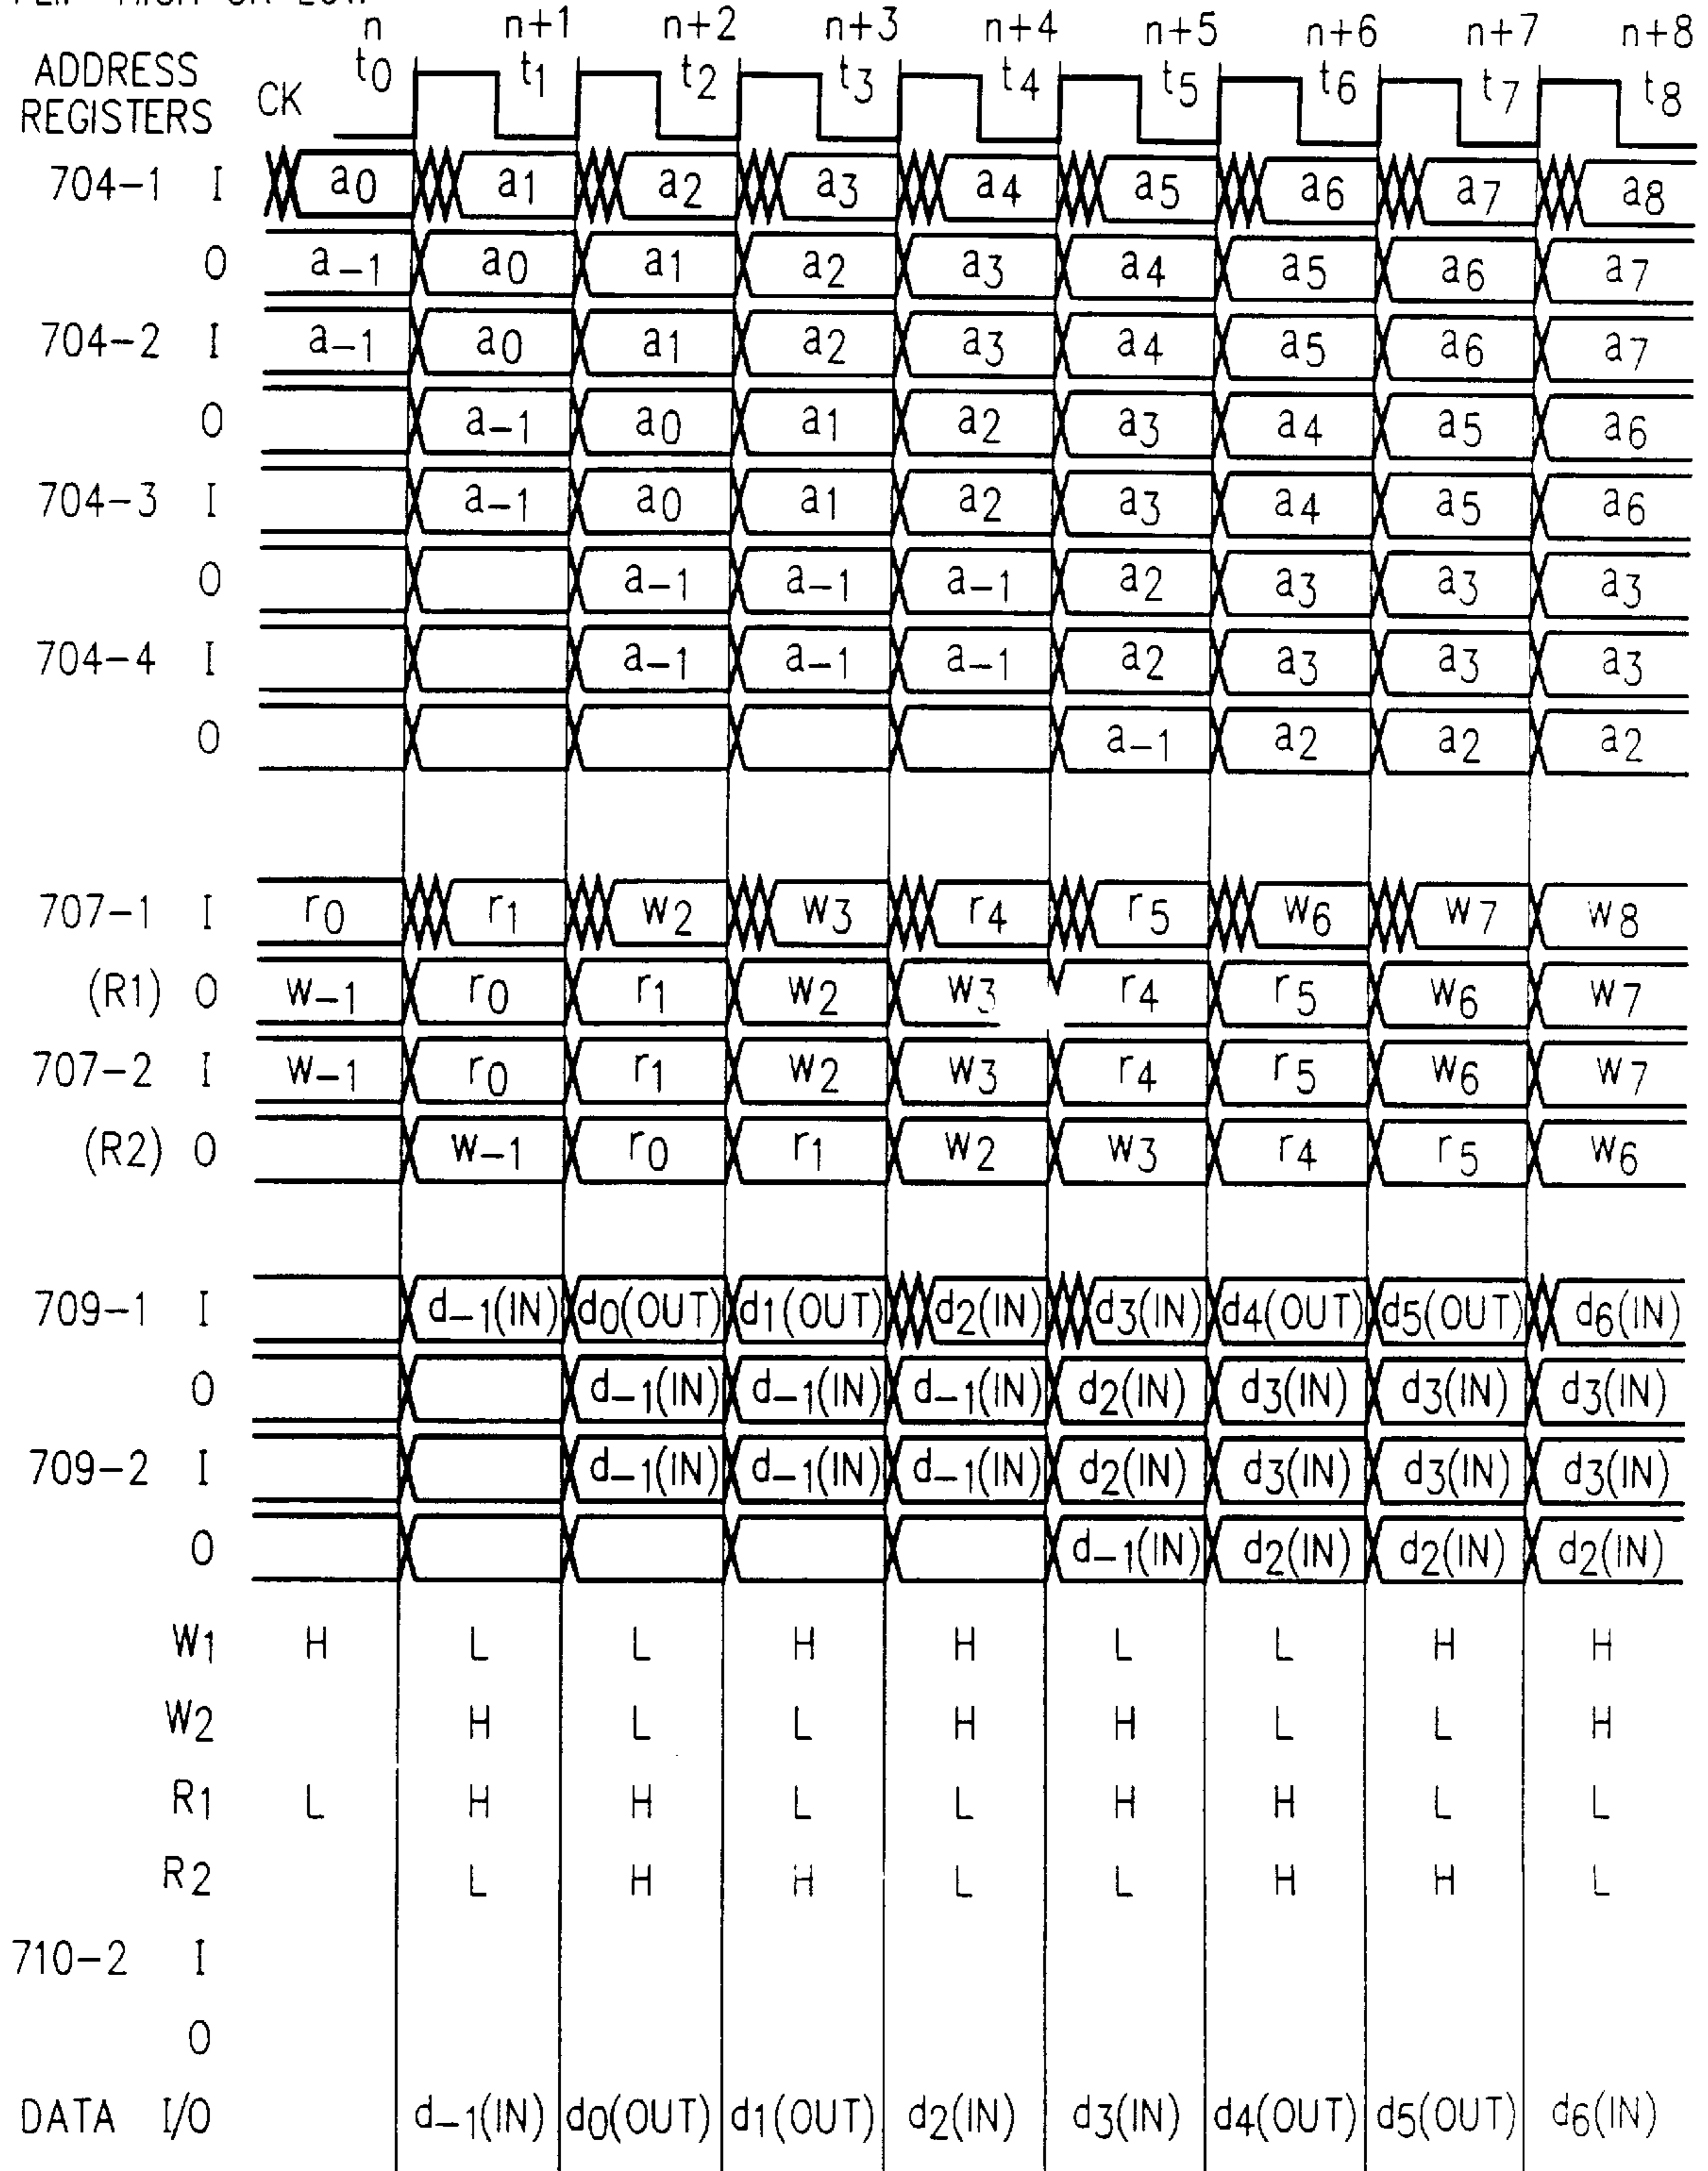 n n+1 n+2 n+3 n+4 n+5 n+6 n+7 n+8
ADDRESS REGISTERS CK t0 t1 t2 t3 t4 t5 t6 t7 t8
704-1 I a0 a1 a2 a3 a4 a5 a6 a7 a8
O a-1 a0 a1 a2 a3 a4 a5 a6 a7
704-2 I a-1 a0 a1 a2 a3 a4 a5 a6 a7
O a-1 a0 a1 a2 a3 a4 a5 a6
704-3 I a-1 a0 a1 a2 a3 a4 a5 a6
O a-1 a-1 a-1 a2 a3 a3 a3
704-4 I a-1 a-1 a-1 a2 a3 a3 a3
O a-1 a2 a2 a2
707-1 I r0 r1 w2 w3 r4 r5 w6 w7 w8
(R1) O w-1 r0 r1 w2 w3 r4 r5 w6 w7
707-2 I w-1 r0 r1 w2 w3 r4 r5 w6 w7
(R2) O w-1 r0 r1 w2 w3 r4 r5 w6
709-1 I d-1(IN) d0(OUT) d1(OUT) d2(IN) d3(IN) d4(OUT) d5(OUT) d6(IN)
O d-1(IN) d-1(IN) d-1(IN) d2(IN) d3(IN) d3(IN) d3(IN)
709-2 I d-1(IN) d-1(IN) d-1(IN) d2(IN) d3(IN) d3(IN) d3(IN)
O d-1(IN) d2(IN) d2(IN) d2(IN)
W1 H L L H H L L H H
W2 H L L H H L L H
R1 L H H L L H H L L
R2 L H H L L H H L
710-2 I
O
DATA I/O d-1(IN) d0(OUT) d1(OUT) d2(IN) d3(IN) d4(OUT) d5(OUT) d6(IN)